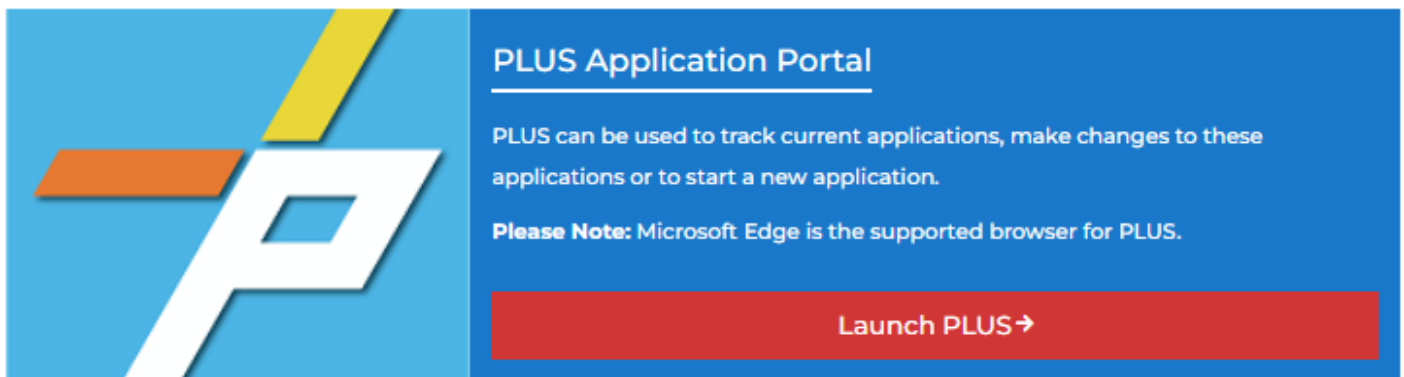 PLUS Application Portal
PLUS can be used to track current applications, make changes to these
applications or to start a new application.
Please Note: Microsoft Edge is the supported browser for PLUS.
Launch PLUS→